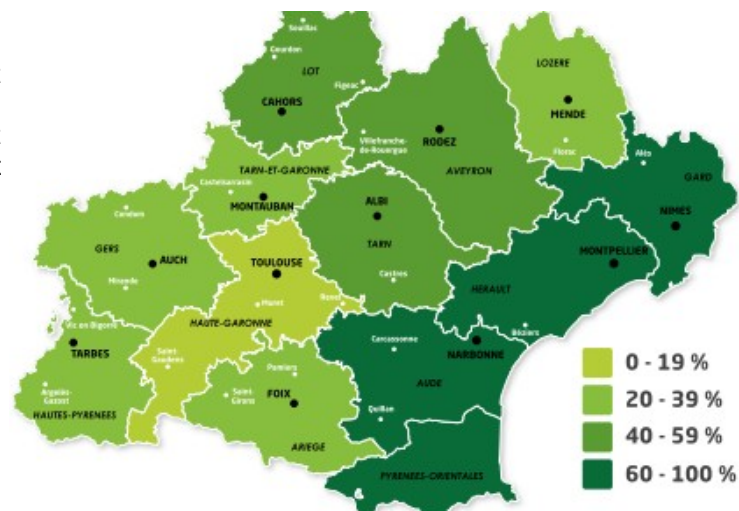 Souillac
Gourdon
LOT
Figeac
CAHORS
LOZERE
MENDE
Florac
Villefranche-
de-Rouergue
RODEZ
AVEYRON
Alès
GARD
NIMES
TARN-ET-GARONNE
Castelsarrasin
MONTAUBAN
ALBI
TARN
Castres
Condom
GERS
AUCH
Mirande
TOULOUSE
Muret
Revel
HAUTE-GARONNE
MONTPELLIER
HERAULT
Béziers
Vic en Bigorre
TARBES
Argelès-
Gazost
HAUTES-PYRENEES
Saint-
Gaudens
Pamiers
Saint-
Girons
FOIX
ARIEGE
Carcassonne
NARBONNE
AUDE
Quillan
PYRENEES-ORIENTALES
0 - 19 %
20 - 39 %
40 - 59 %
60 - 100 %